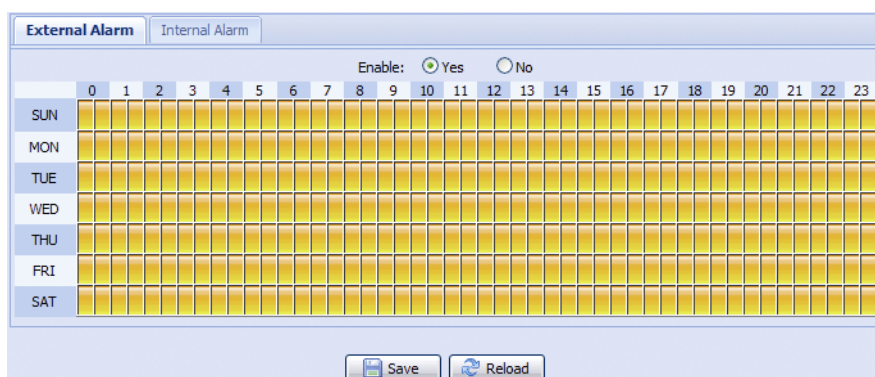 External Alarm Internal Alarm
Enable: Yes No
0 1 2 3 4 5 6 7 8 9 10 11 12 13 14 15 16 17 18 19 20 21 22 23
SUN
MON
TUE
WED
THU
FRI
SAT
Save Reload